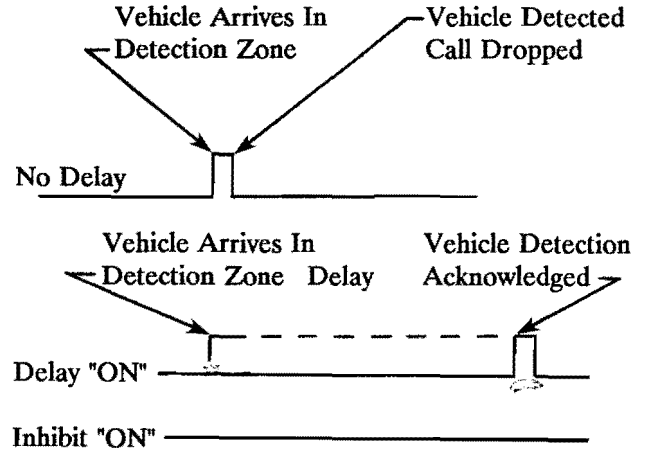 Vehicle Arrives In
Detection Zone
Vehicle Detected
Call Dropped
No Delay
Vehicle Arrives In
Detection Zone Delay
Vehicle Detection
Acknowledged
Delay "ON"
Inhibit "ON"